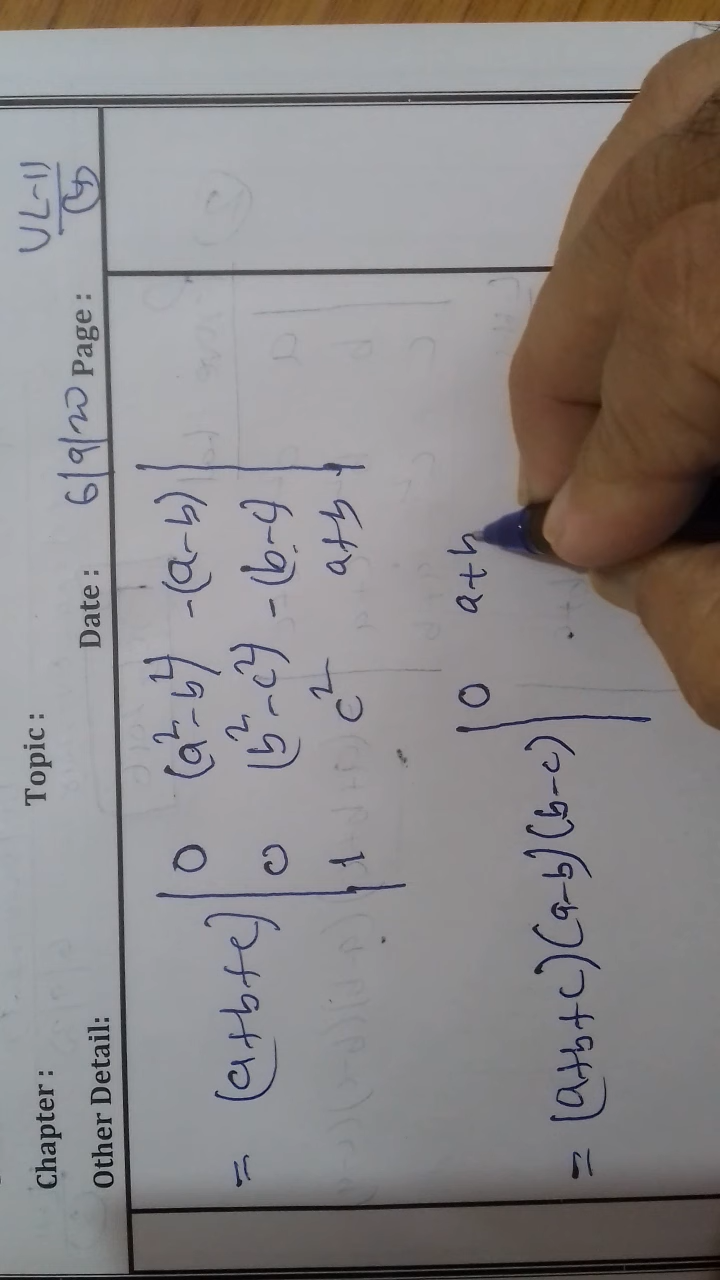 Chapter : Topic : Date : 6/9/20 Page : VL-11/(4)
Other Detail:
= (a+b+c) | 0 (a²-b²) -(a-b) |
| 0 (b²-c²) -(b-c) |
| 1 c² a+b |
= (a+b+c)(a-b)(b-c) | 0 a+b